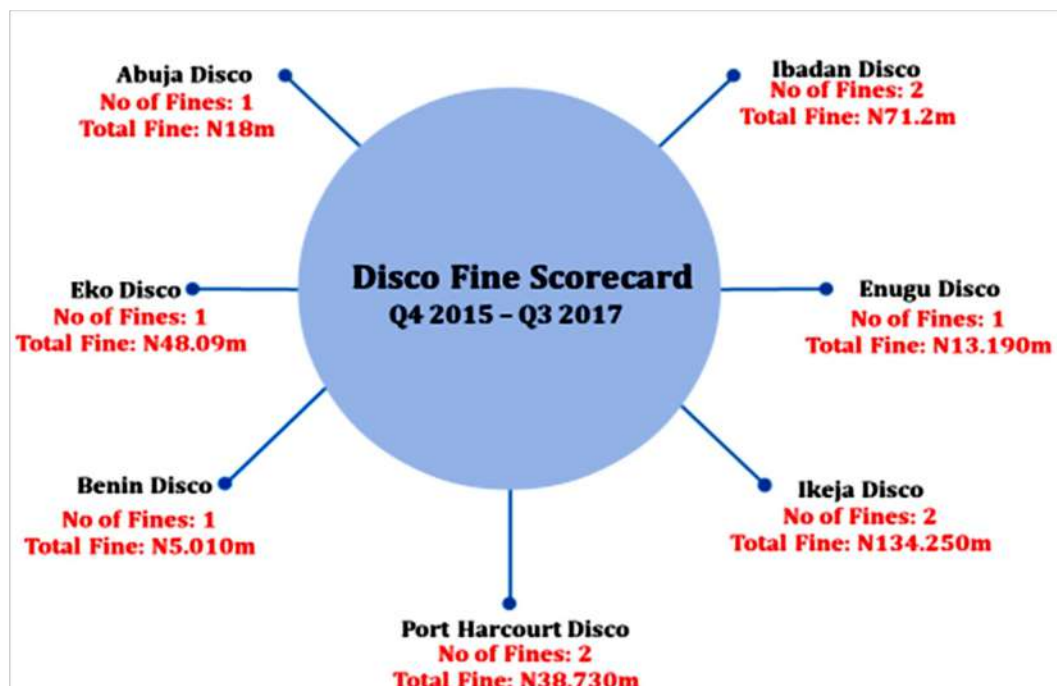 Abuja Disco
No of Fines: 1
Total Fine: N18m
Ibadan Disco
No of Fines: 2
Total Fine: N71.2m
Disco Fine Scorecard
Q4 2015 – Q3 2017
Eko Disco
No of Fines: 1
Total Fine: N48.09m
Enugu Disco
No of Fines: 1
Total Fine: N13.190m
Benin Disco
No of Fines: 1
Total Fine: N5.010m
Ikeja Disco
No of Fines: 2
Total Fine: N134.250m
Port Harcourt Disco
No of Fines: 2
Total Fine: N38.730m